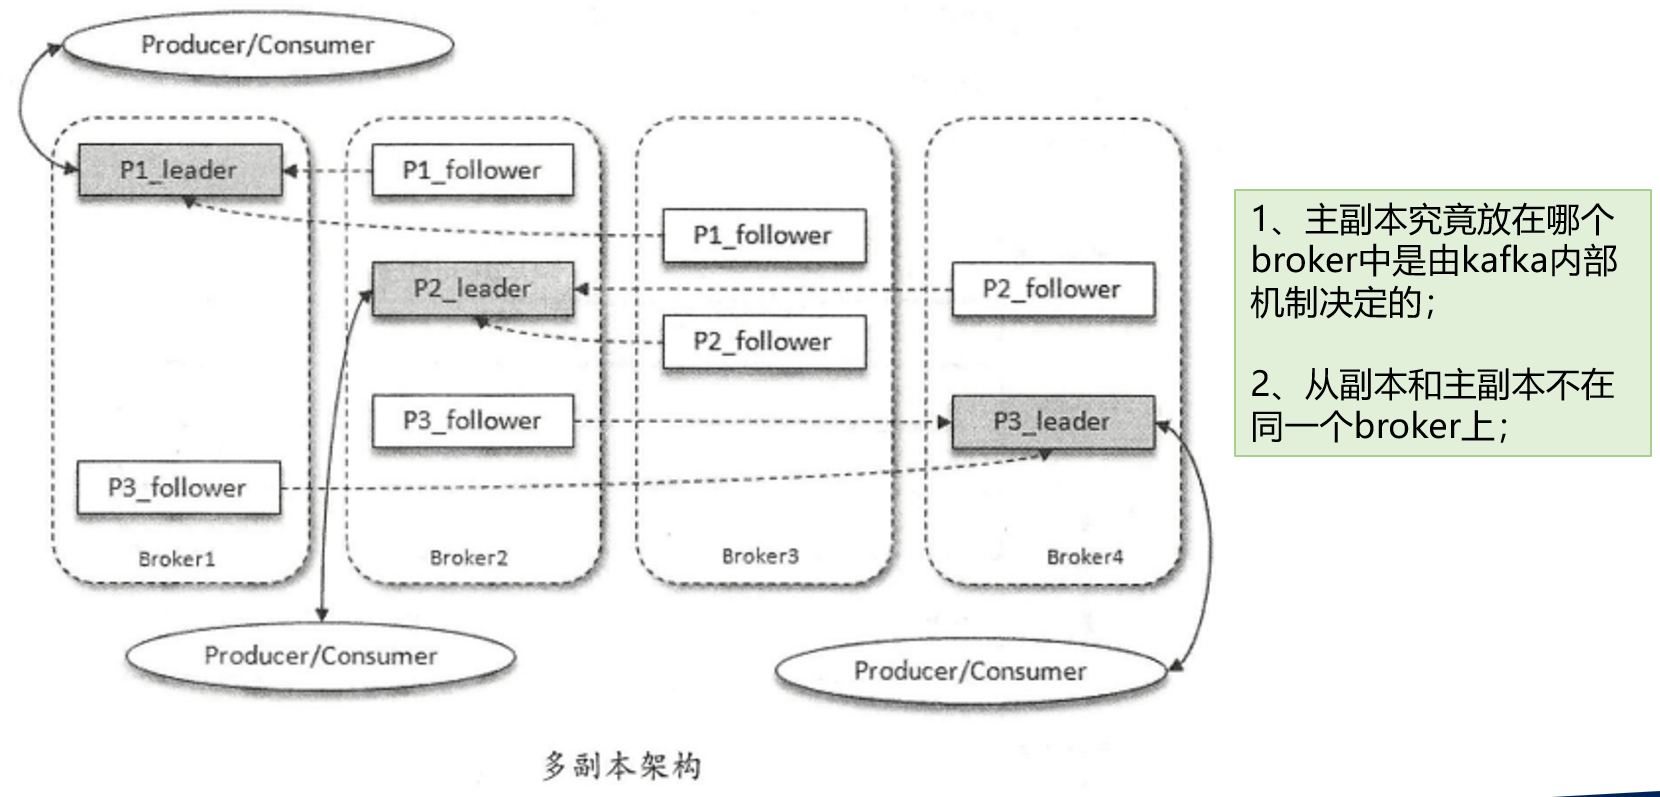 Producer/Consumer
P1_leader
P1_follower
P1_follower
P2_leader
P2_follower
P2_follower
P3_follower
P3_leader
P3_follower
Broker1
Broker2
Broker3
Broker4
Producer/Consumer
Producer/Consumer
多副本架构
1、主副本究竟放在哪个
broker中是由kafka内部
机制决定的；
2、从副本和主副本不在
同一个broker上；